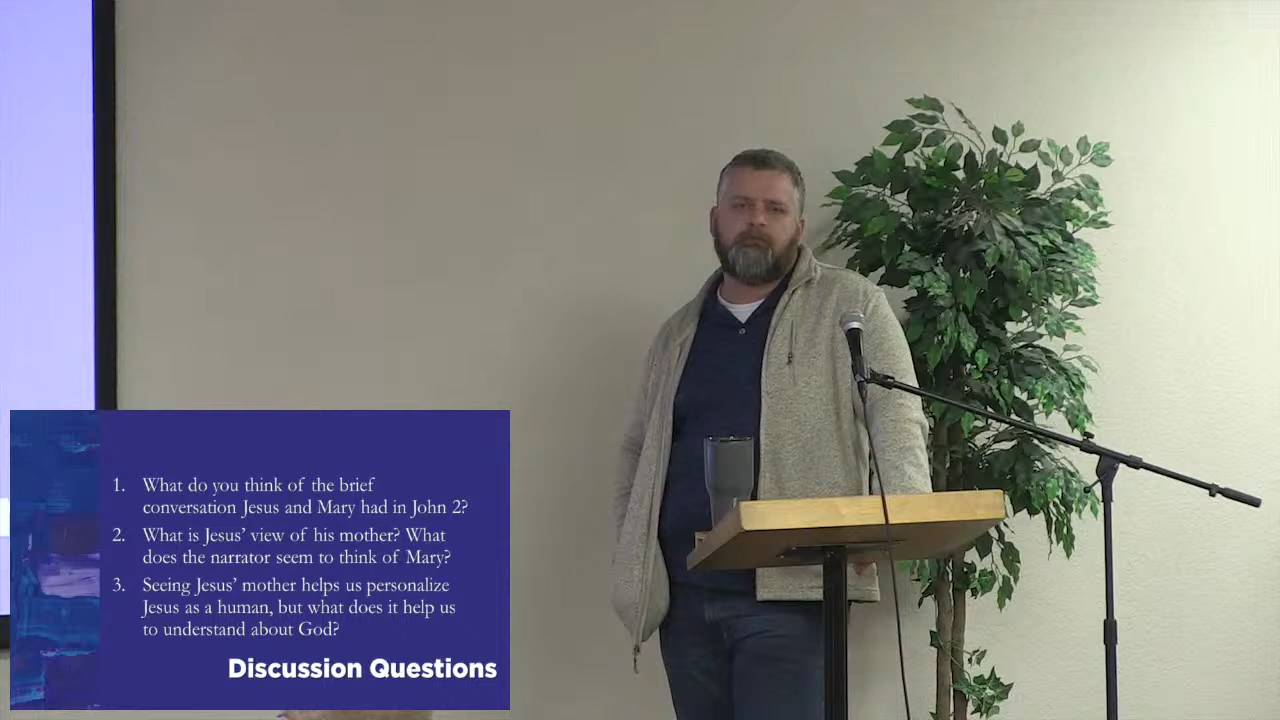 1. What do you think of the brief
conversation Jesus and Mary had in John 2?
2. What is Jesus' view of his mother? What
does the narrator seem to think of Mary?
3. Seeing Jesus' mother helps us personalize
Jesus as a human, but what does it help us
to understand about God?
Discussion Questions